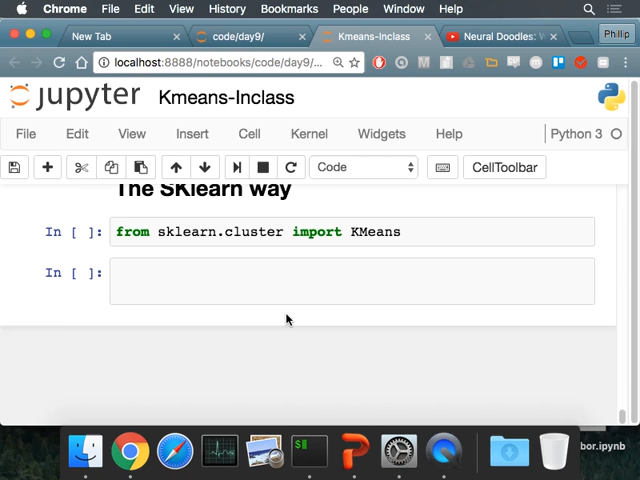 Chrome File Edit View History Bookmarks People Window Help
New Tab code/day9/ Kmeans-Inclass Neural Doodles: W Phillip
localhost:8888/notebooks/code/day9/...
jupyter Kmeans-Inclass
File Edit View Insert Cell Kernel Widgets Help Python 3
Code CellToolbar
The SKlearn way
In [ ]: from sklearn.cluster import KMeans
In [ ]:
bor.ipynb